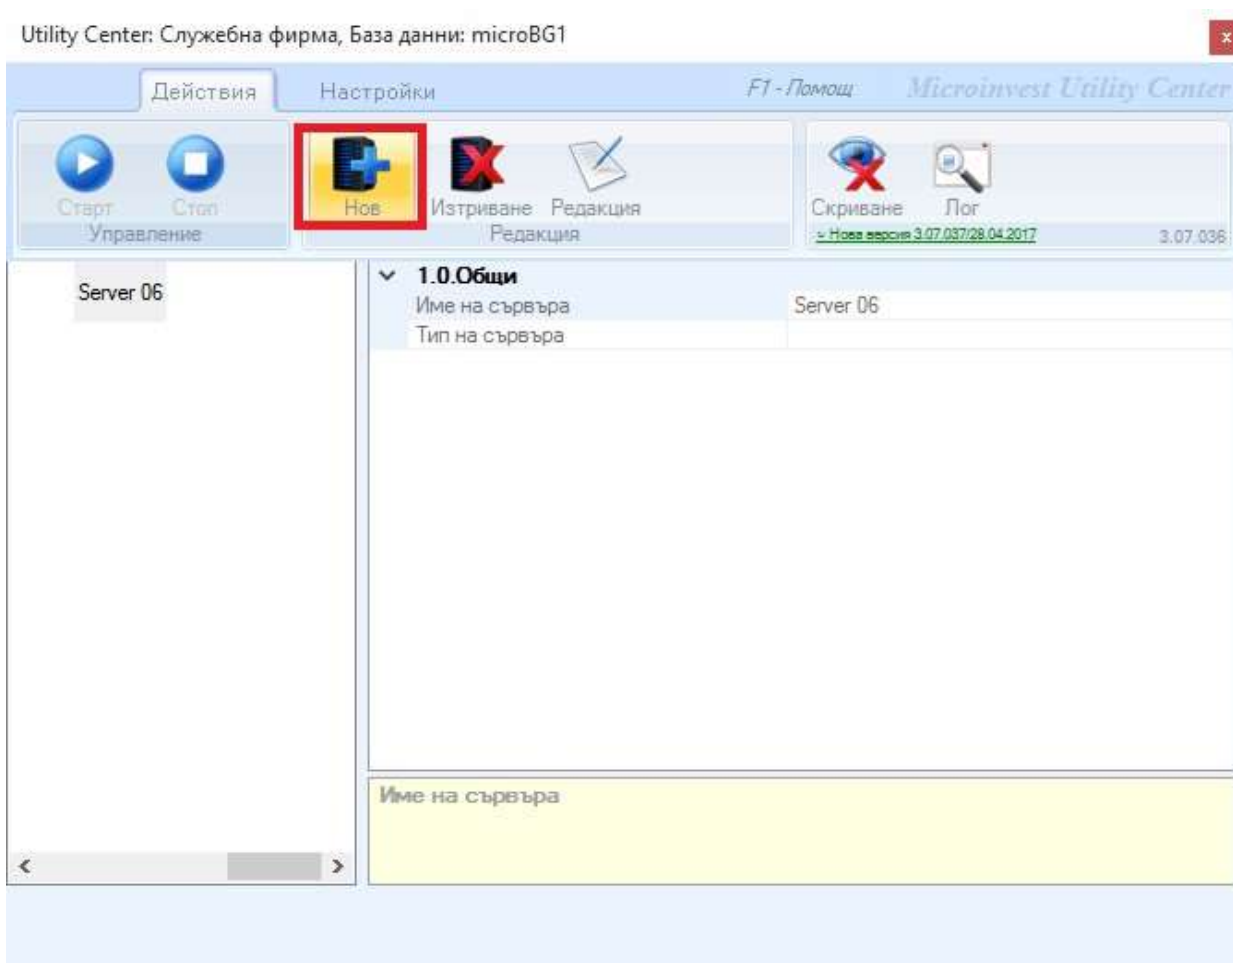 Utility Center: Служебна фирма, База данни: microBG1
x
Действия Настройки F1 - Помощ Microinvest Utility Center
Старт Стоп Нов Изтриване Редакция Скриване Лог
Управление Редакция Нова версия 3.07.037/28.04.2017 3.07.036
Server 06
1.0.Общи
Име на сървъра Server 06
Тип на сървъра
Име на сървъра